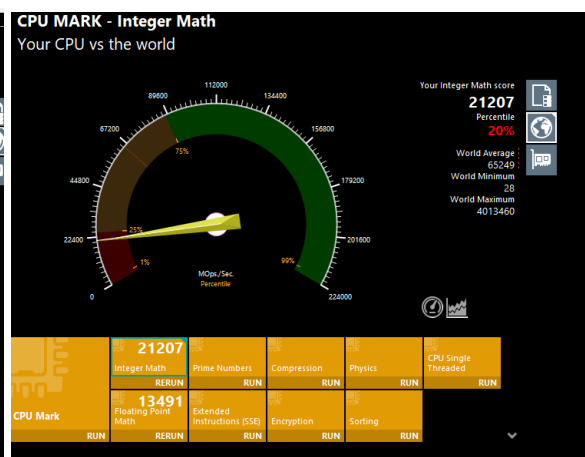 CPU MARK - Integer Math
Your CPU vs the world
Your Integer Math score
21207
Percentile
20%
World Average
65249
World Minimum
28
World Maximum
4013460
0
22400
44800
67200
89600
112000
134400
156800
179200
201600
224000
1%
25%
75%
99%
MOps./Sec.
Percentile
CPU Mark
RUN
21207
Integer Math
RERUN
Prime Numbers
RUN
Compression
RUN
Physics
RUN
CPU Single
Threaded
RUN
13491
Floating Point
Math
RERUN
Extended
Instructions (SSE)
RUN
Encryption
RUN
Sorting
RUN